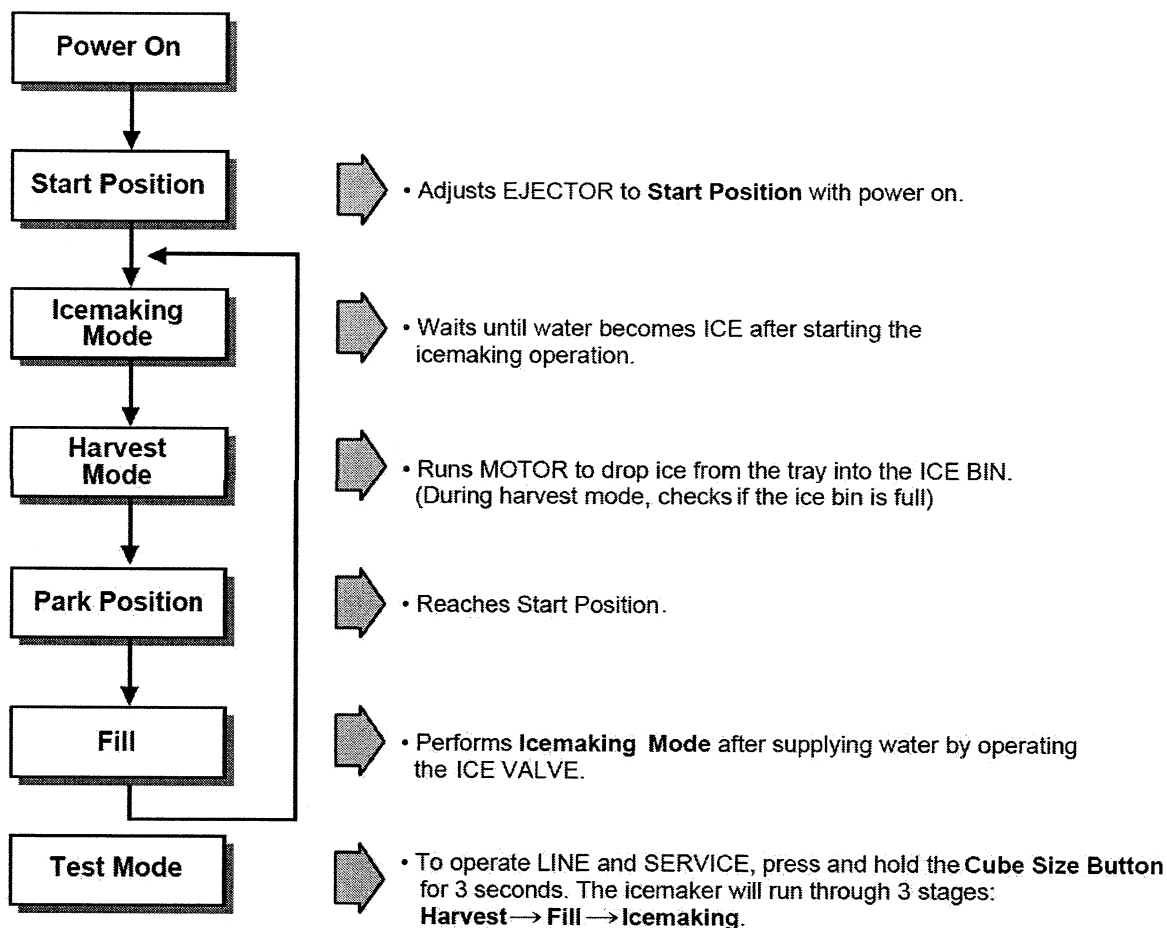 Power On
Start Position
• Adjusts EJECTOR to Start Position with power on.
Icemaking
Mode
• Waits until water becomes ICE after starting the
icemaking operation.
Harvest
Mode
• Runs MOTOR to drop ice from the tray into the ICE BIN.
(During harvest mode, checks if the ice bin is full)
Park Position
• Reaches Start Position.
Fill
• Performs Icemaking Mode after supplying water by operating
the ICE VALVE.
Test Mode
• To operate LINE and SERVICE, press and hold the Cube Size Button
for 3 seconds. The icemaker will run through 3 stages:
Harvest→Fill→Icemaking.